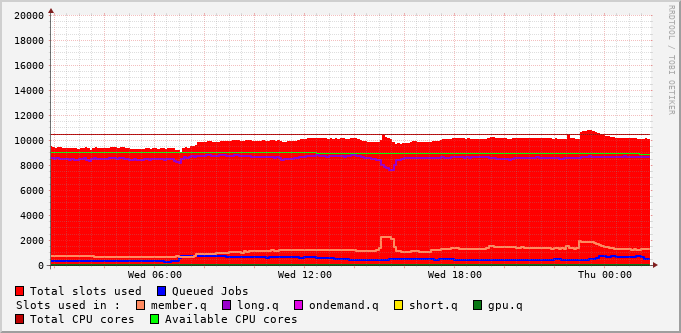 20000
18000
16000
14000
12000
10000
8000
6000
4000
2000
0
Wed 06:00 Wed 12:00 Wed 18:00 Thu 00:00
Total slots used Queued Jobs
Slots used in : member.q long.q ondemand.q short.q gpu.q
Total CPU cores Available CPU cores
RRDTOOL / TOBI OETIKER